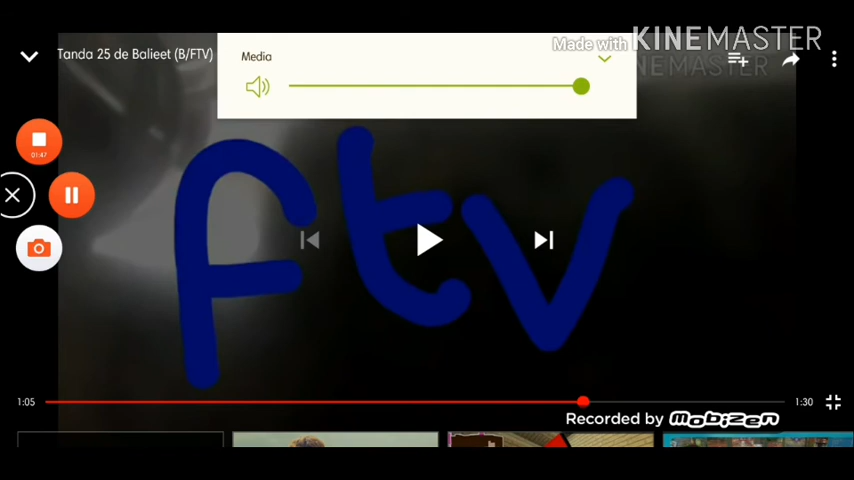 Made with KINEMASTER
Tanda 25 de Balieet (B/FTV)
Media
KINEMASTER
01:47
ftv
1:05
1:30
Recorded by mobizen